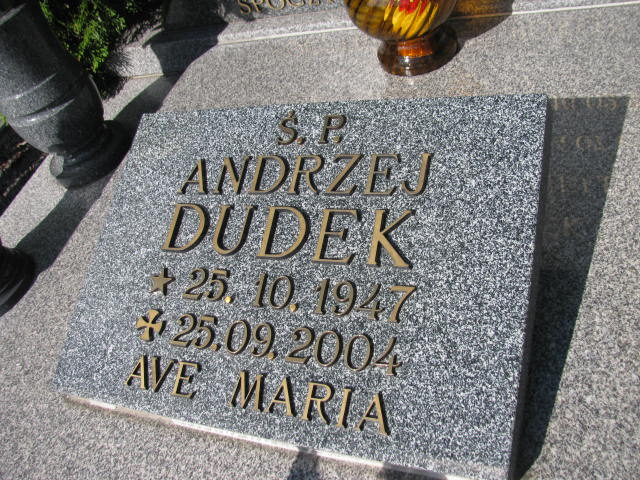 Ś. P.
ANDRZEJ
DUDEK
25. 10. 1947
25.09.2004
AVE MARIA